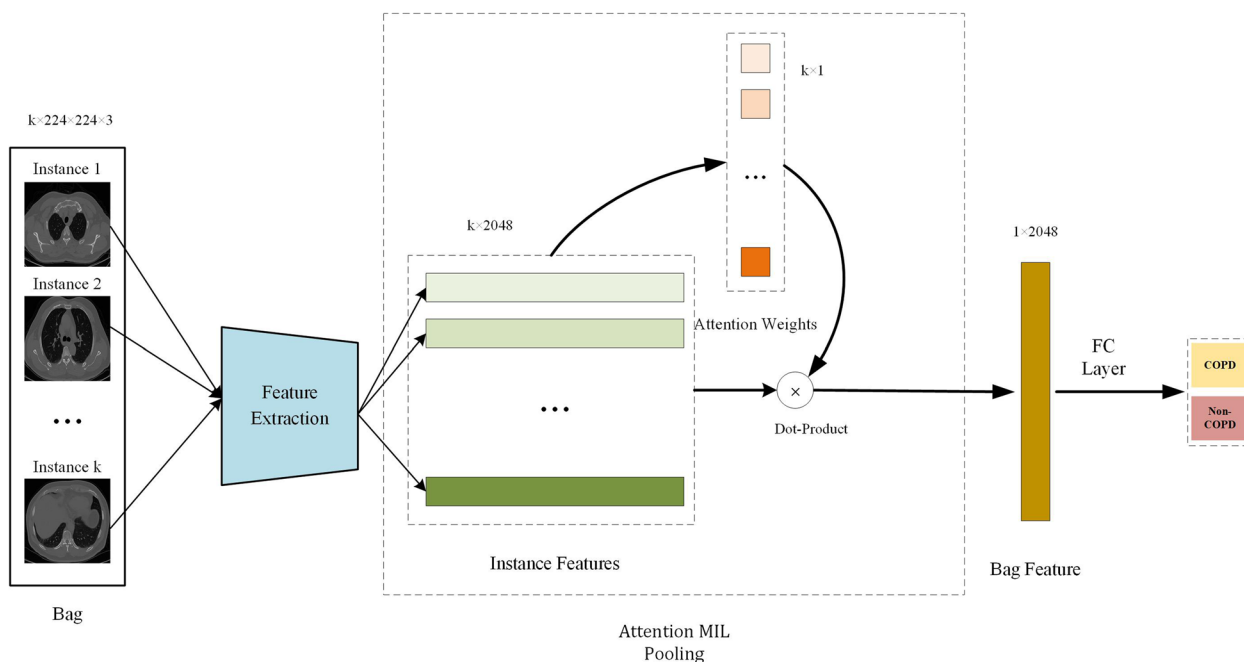 k×224×224×3
Instance 1
Instance 2
...
Instance k
Bag
Feature
Extraction
k×2048
...
Instance Features
k×1
...
Attention Weights
×
Dot-Product
Attention MIL
Pooling
1×2048
Bag Feature
FC
Layer
COPD
Non-
COPD